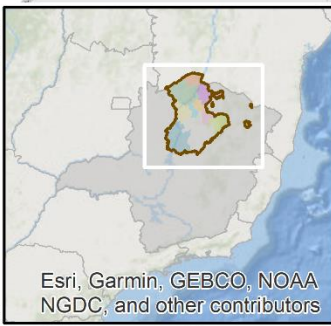 Esri, Garmin, GEBCO, NOAA
NGDC, and other contributors